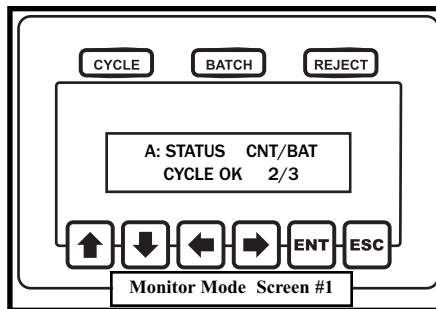 CYCLE BATCH REJECT
A: STATUS CNT/BAT
CYCLE OK 2/3
ENT ESC
Monitor Mode Screen #1